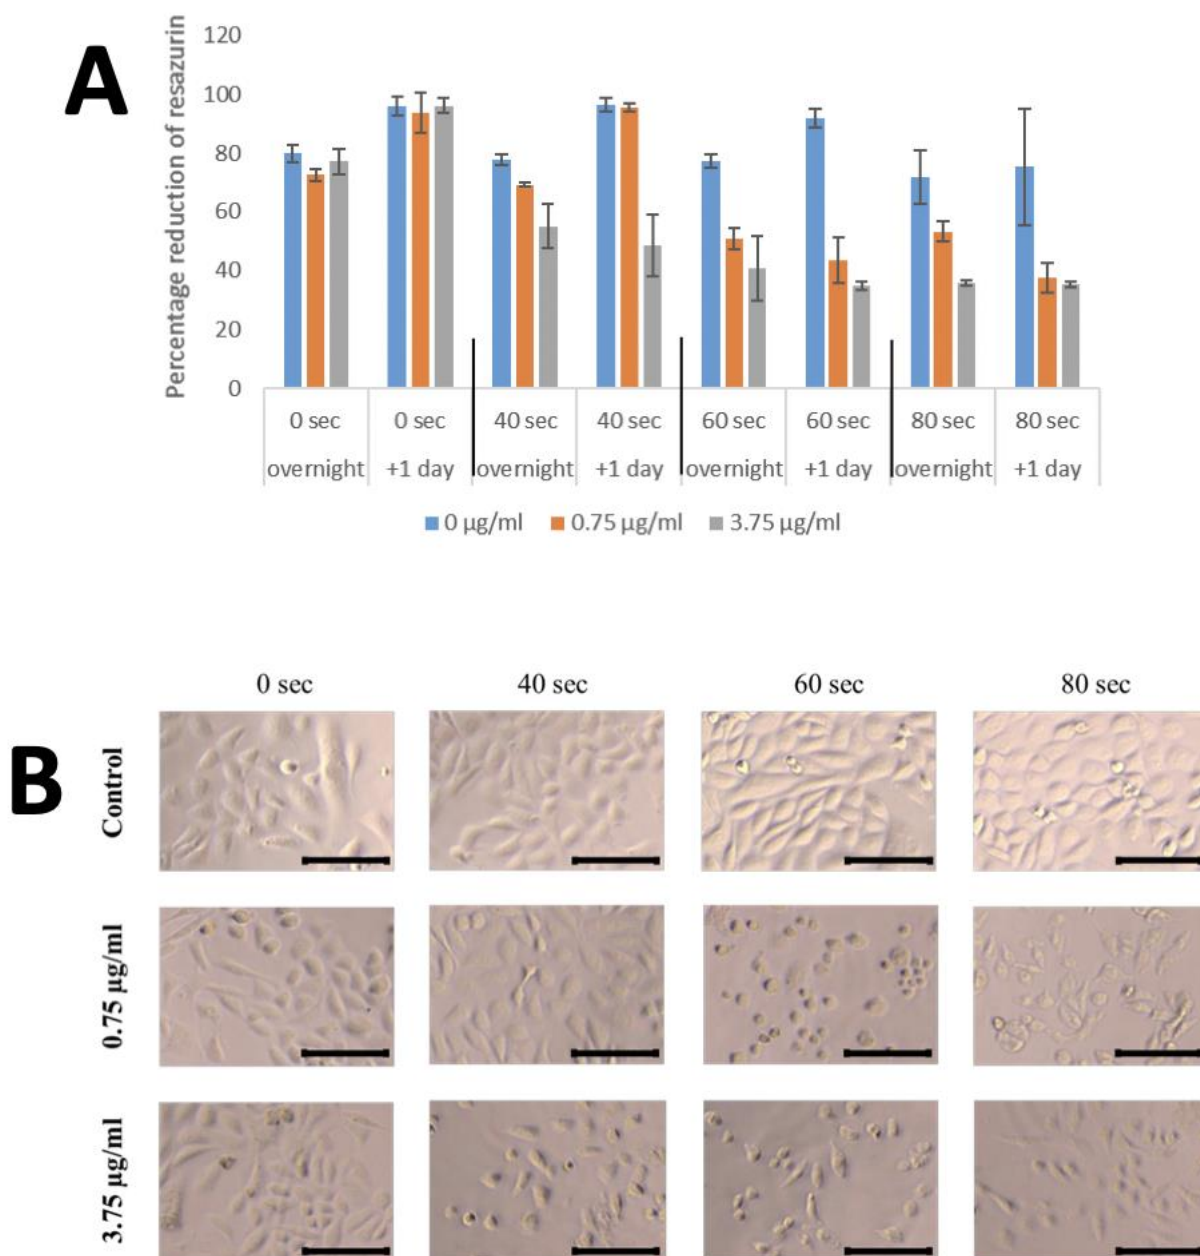 A
Percentage reduction of resazurin
120
100
80
60
40
20
0
0 sec 0 sec 40 sec 40 sec 60 sec 60 sec 80 sec 80 sec
overnight +1 day overnight +1 day overnight +1 day overnight +1 day
0 µg/ml 0.75 µg/ml 3.75 µg/ml
B
0 sec 40 sec 60 sec 80 sec
Control
0.75 µg/ml
3.75 µg/ml